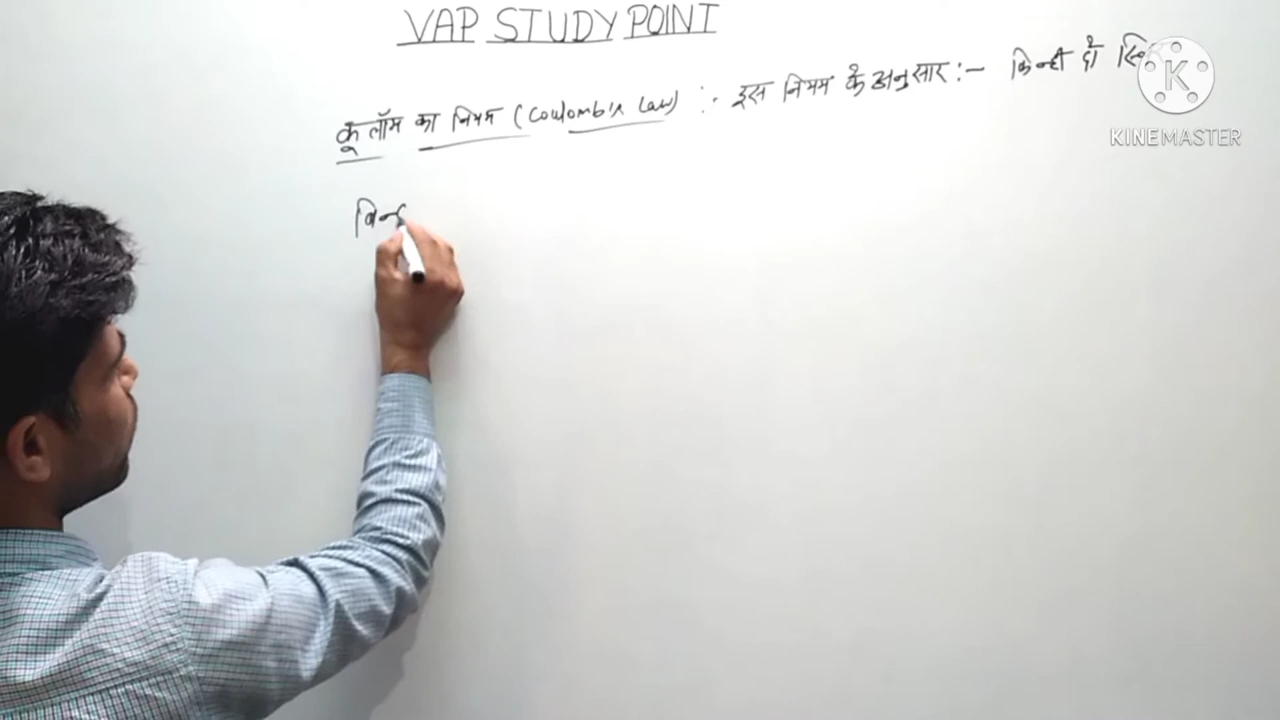 VAP STUDY POINT
कूलॉम का नियम (Coulomb's Law) :- इस नियम के अनुसार :- किन्ही दो
K
KINEMASTER